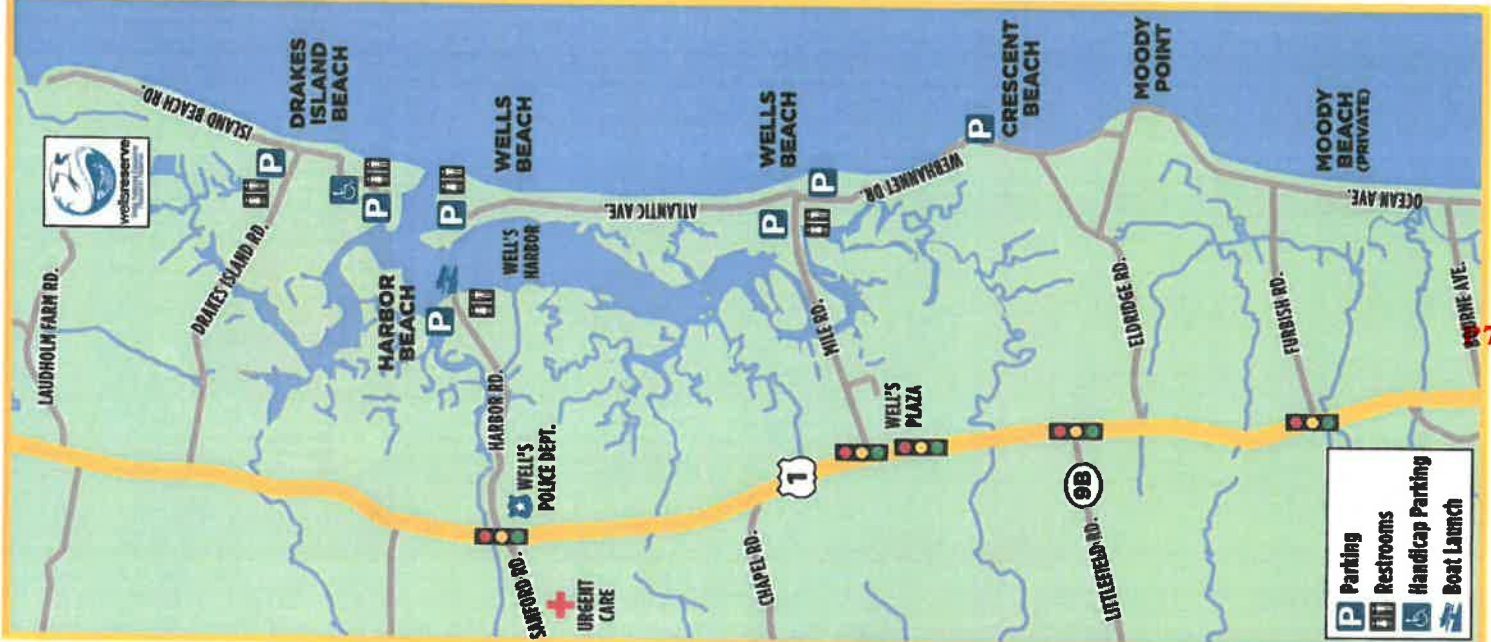 ISLAND BEACH RD.
DRAKES
ISLAND
BEACH
wellsreserve
LAUDHOLM FARM RD.
DRAKES ISLAND RD.
P
P
P
WELLS
BEACH
HARBOR
BEACH
WELL'S
HARBOR
P
HARBOR RD.
WELL'S
POLICE DEPT.
SANFORD RD.
URGENT
CARE
ATLANTIC AVE.
WELLS
BEACH
P
P
WEBHANNET DR.
P
CRESCENT
BEACH
MOODY
POINT
MOODY
BEACH
(PRIVATE)
OCEAN AVE.
MILE RD.
WELL'S
PLAZA
1
CHAPEL RD.
9B
LITTLEFIELD RD.
ELDRIDGE RD.
FURBISH RD.
BOURNE AVE.
P Parking
Restrooms
Handicap Parking
Boat Launch